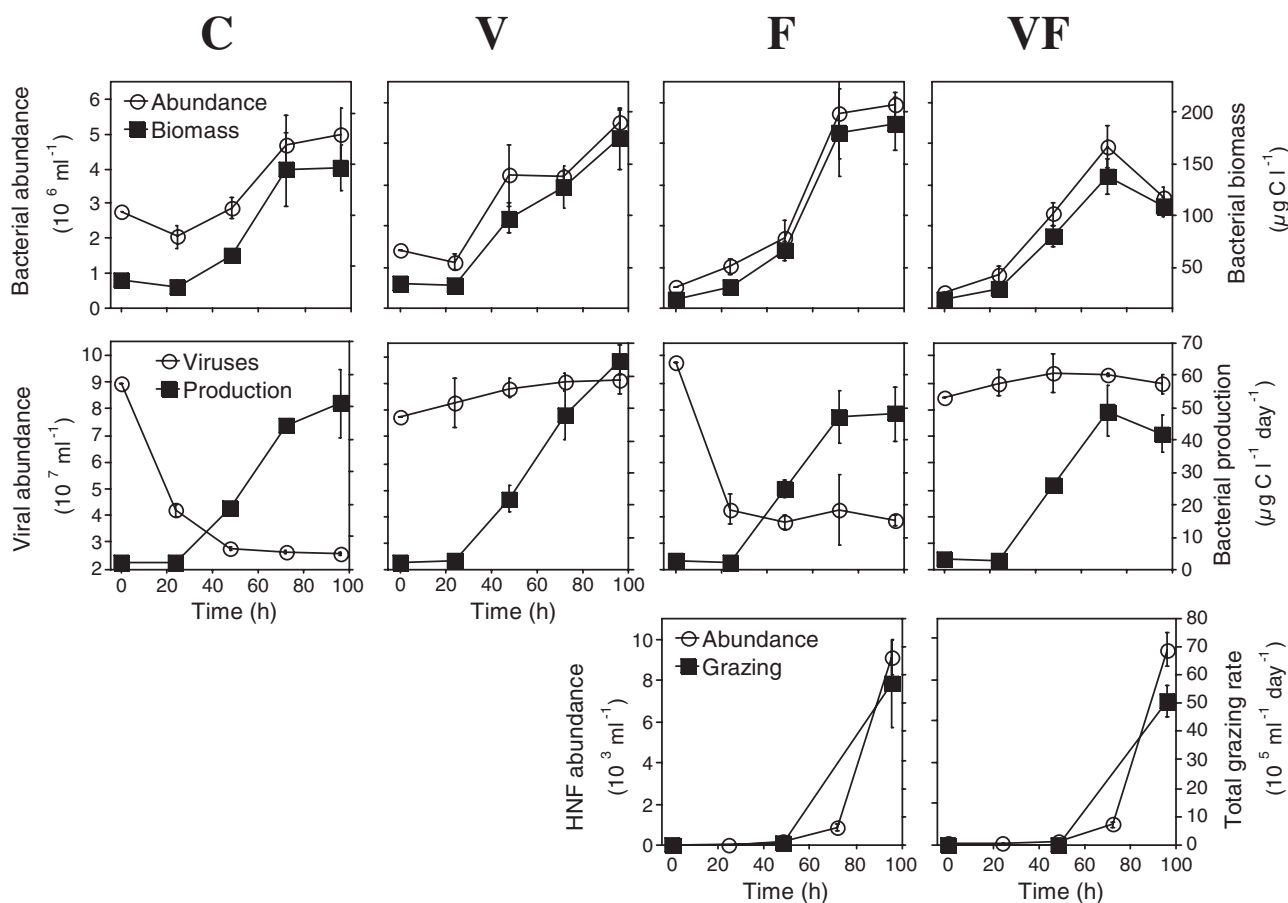 C V F VF
Abundance
Biomass
Bacterial abundance
(10 6 ml -1)
6
5
4
3
2
1
0
Bacterial biomass
(µg C l -1)
200
150
100
50
Viruses
Production
Viral abundance
(10 7 ml -1)
10
9
8
7
6
5
4
3
2
Bacterial production
(µg C l -1 day -1)
70
60
50
40
30
20
10
0
0 20 40 60 80 100
Time (h)
0 20 40 60 80 100
Time (h)
Abundance
Grazing
HNF abundance
(10 3 ml -1)
10
8
6
4
2
0
Total grazing rate
(10 5 ml -1 day -1)
80
70
60
50
40
30
20
10
0
0 20 40 60 80 100
Time (h)
0 20 40 60 80 100
Time (h)